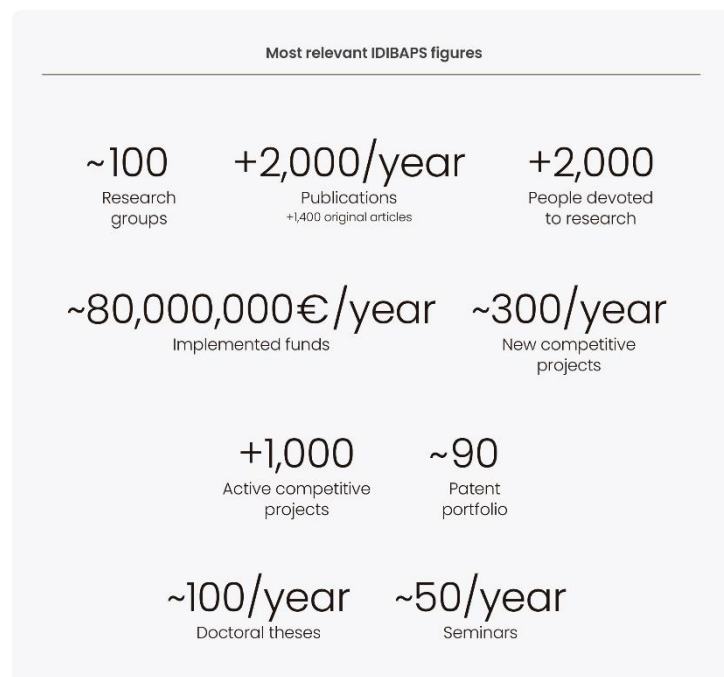 Most relevant IDIBAPS figures
~100
Research
groups
+2,000/year
Publications
+1,400 original articles
+2,000
People devoted
to research
~80,000,000€/year
Implemented funds
~300/year
New competitive
projects
+1,000
Active competitive
projects
~90
Patent
portfolio
~100/year
Doctoral theses
~50/year
Seminars